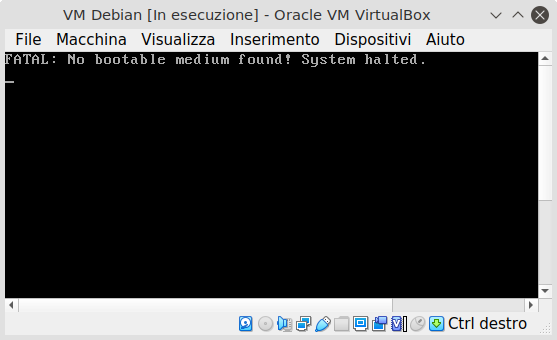 VM Debian [In esecuzione] - Oracle VM VirtualBox
File Macchina Visualizza Inserimento Dispositivi Aiuto
FATAL: No bootable medium found! System halted.
Ctrl destro